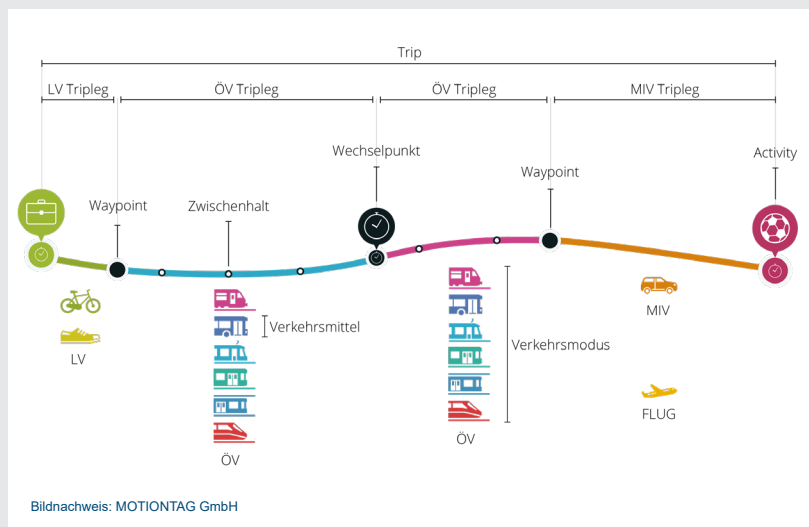 Trip
LV Tripleg
ÖV Tripleg
ÖV Tripleg
MIV Tripleg
Wechselpunkt
Activity
Waypoint
Waypoint
Zwischenhalt
MIV
Verkehrsmittel
Verkehrsmodus
LV
FLUG
ÖV
ÖV
Bildnachweis: MOTIONTAG GmbH